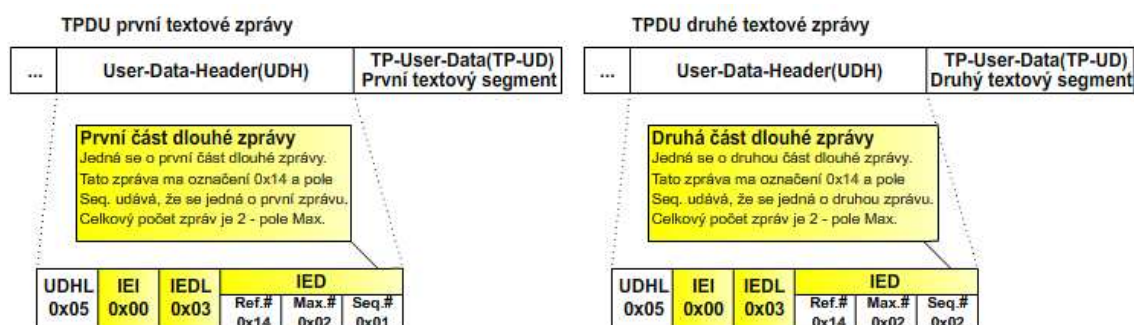 TPDU první textové zprávy
... User-Data-Header(UDH) TP-User-Data(TP-UD)
První textový segment
První část dlouhé zprávy
Jedná se o první část dlouhé zprávy.
Tato zpráva ma označení 0x14 a pole
Seq. udává, že se jedná o první zprávu.
Celkový počet zpráv je 2 - pole Max.
UDHL IEI IEDL IED
0x05 0x00 0x03 Ref.# Max.# Seq.#
0x14 0x02 0x01
TPDU druhé textové zprávy
... User-Data-Header(UDH) TP-User-Data(TP-UD)
Druhý textový segment
Druhá část dlouhé zprávy
Jedná se o druhou část dlouhé zprávy.
Tato zpráva ma označení 0x14 a pole
Seq. udává, že se jedná o druhou zprávu.
Celkový počet zpráv je 2 - pole Max.
UDHL IEI IEDL IED
0x05 0x00 0x03 Ref.# Max.# Seq.#
0x14 0x02 0x02